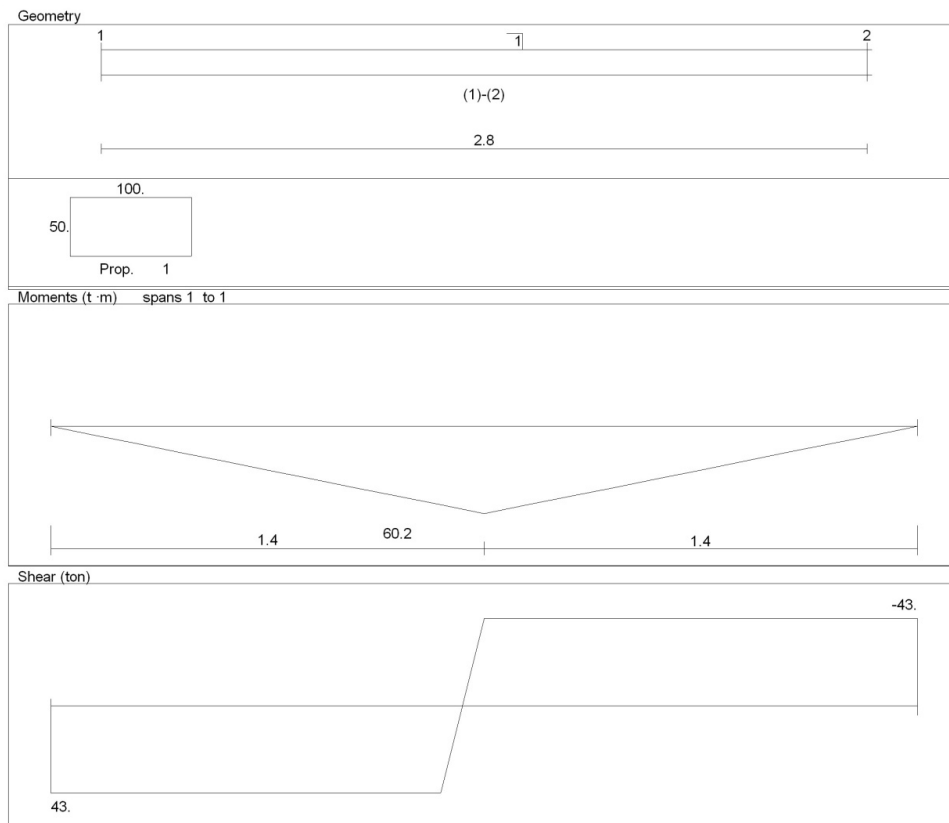 Geometry
1 1 2
(1)-(2)
2.8
100.
50.
Prop. 1
Moments (t ·m) spans 1 to 1
1.4 60.2 1.4
Shear (ton)
-43.
43.